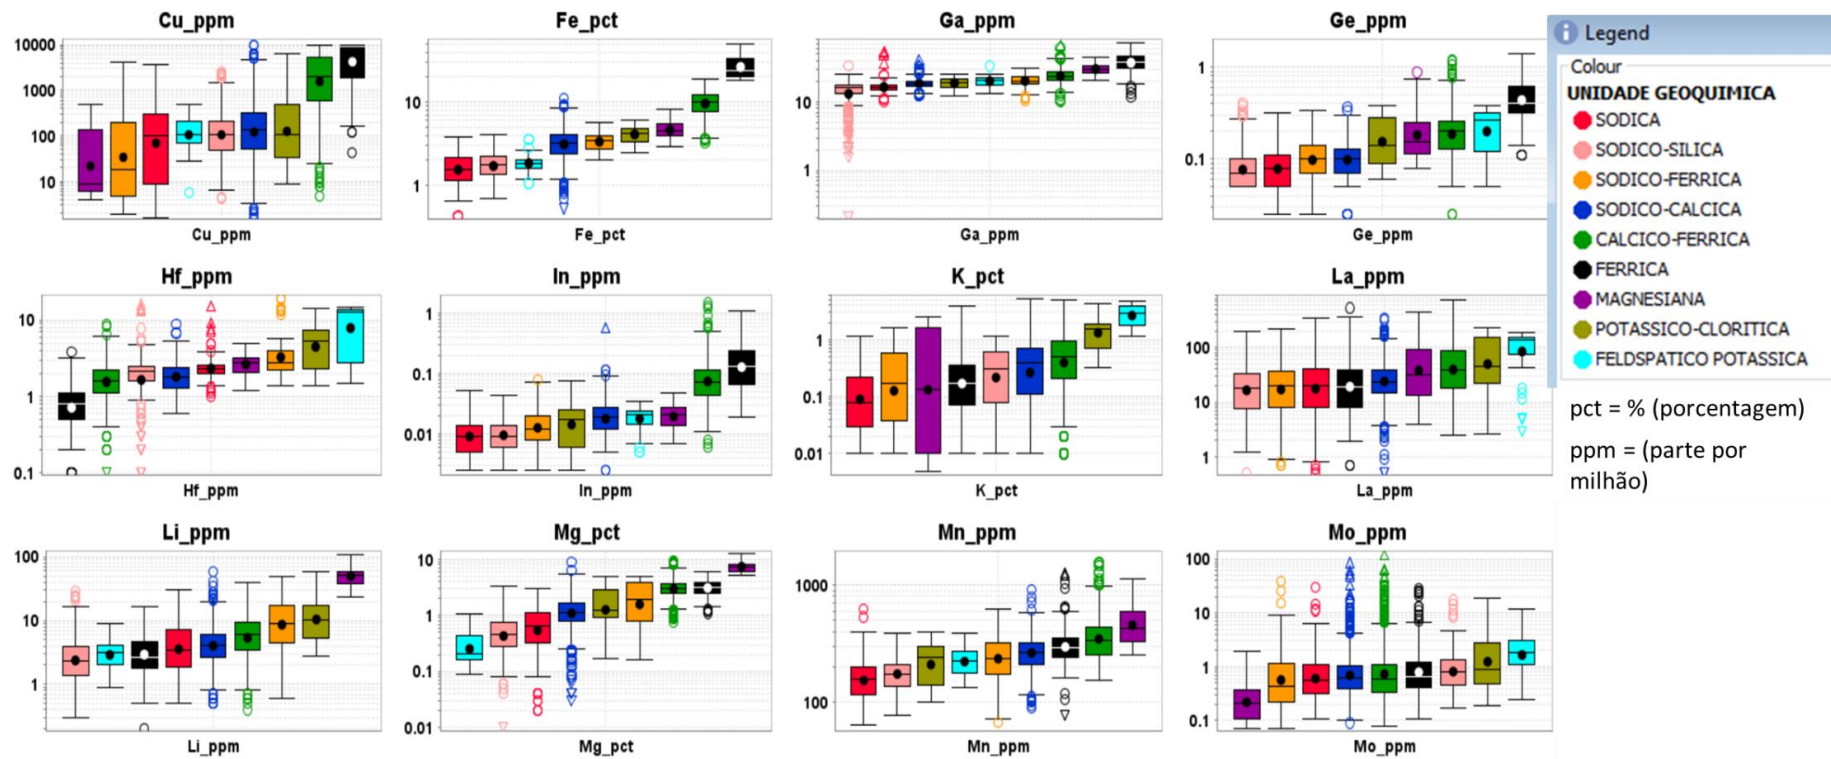 Cu_ppm
10000
1000
100
10
Cu_ppm
Fe_pct
10
1
Fe_pct
Ga_ppm
10
1
Ga_ppm
Ge_ppm
1
0.1
Ge_ppm
Hf_ppm
10
1
0.1
Hf_ppm
In_ppm
1
0.1
0.01
In_ppm
K_pct
1
0.1
0.01
K_pct
La_ppm
100
10
1
La_ppm
Li_ppm
100
10
1
Li_ppm
Mg_pct
10
1
0.1
0.01
Mg_pct
Mn_ppm
1000
100
Mn_ppm
Mo_ppm
100
10
1
0.1
Mo_ppm
Legend
Colour
UNIDADE GEOQUIMICA
SODICA
SODICO-SILICA
SODICO-FERRICA
SODICO-CALCICA
CALCICO-FERRICA
FERRICA
MAGNESIANA
POTASSICO-CLORITICA
FELDSPATICO POTASSICA
pct = % (porcentagem)
ppm = (parte por
milhão)